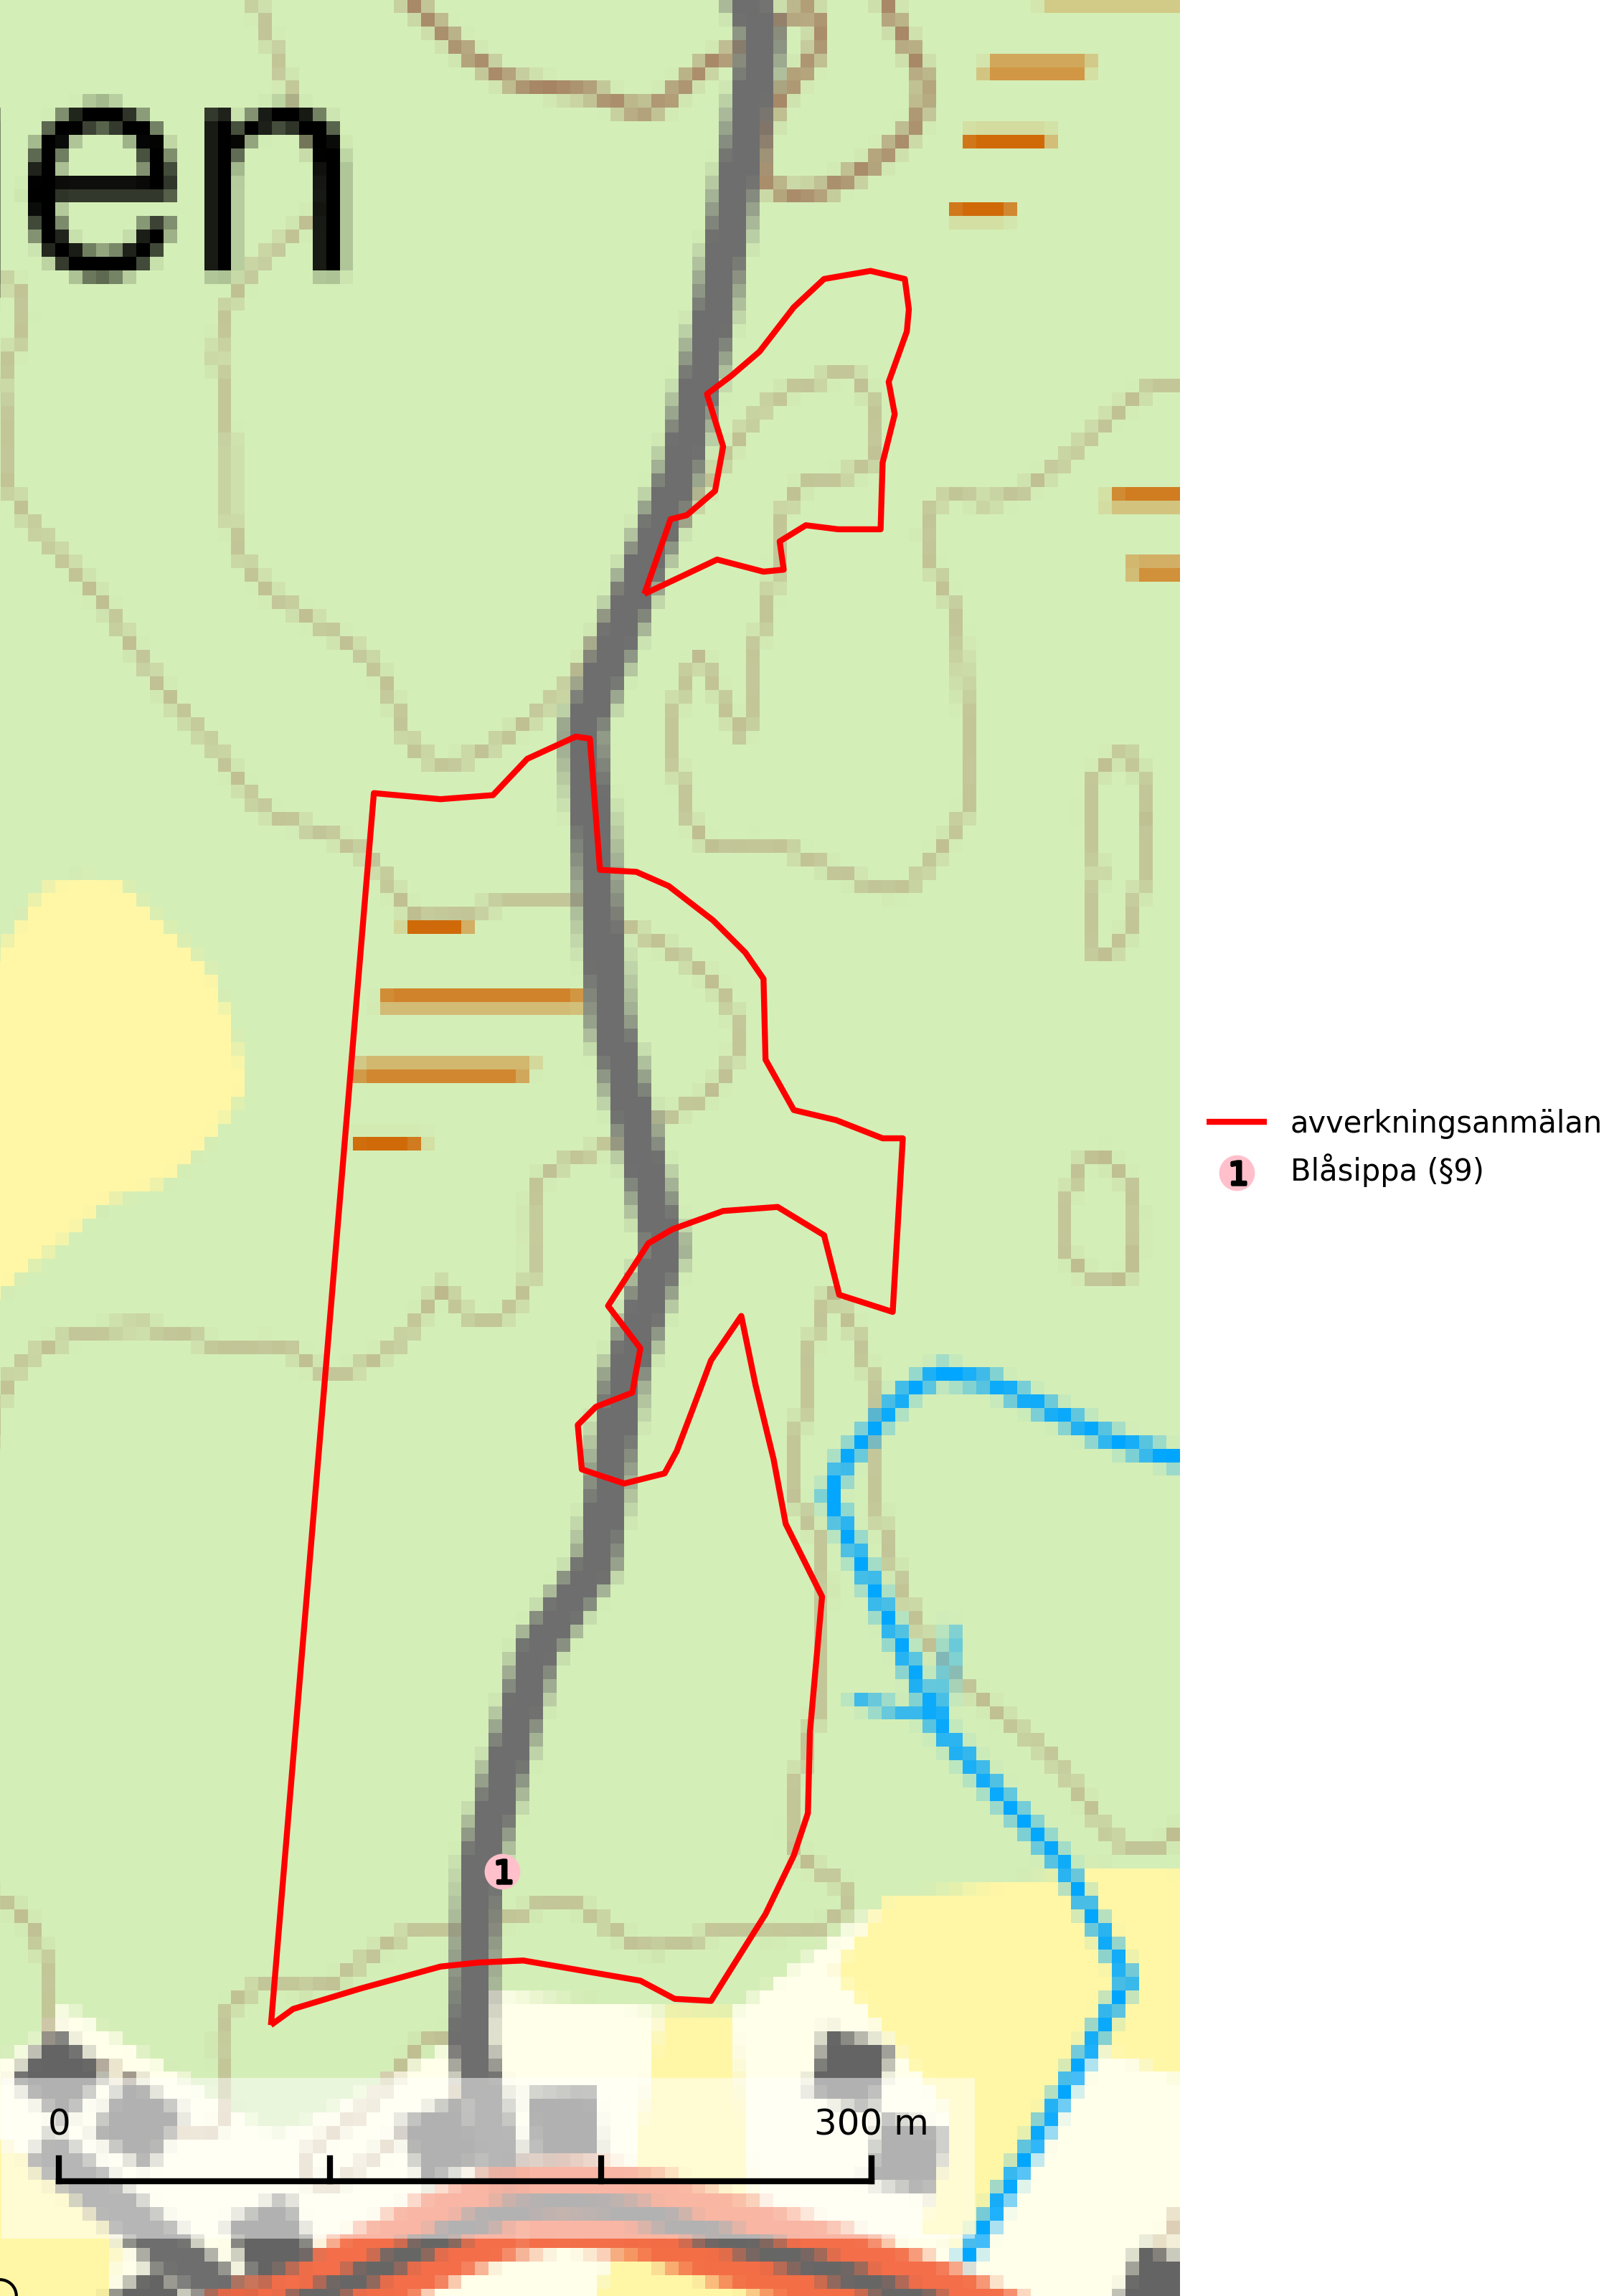 en
avverkningsanmälan
1 Blåsippa (§9)
1
0 300 m